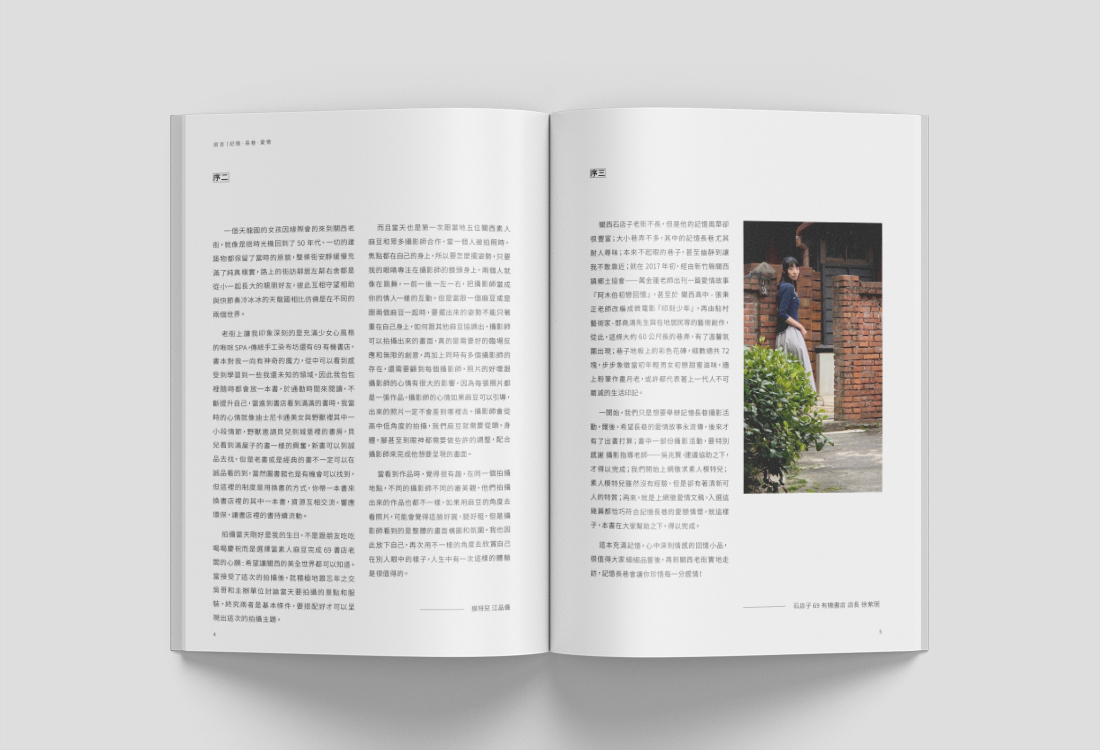 前言 | 記憶·長巷·愛情
序二
一個天龍國的女孩因緣際會的來到關西老
街,就像是搭時光機回到了 50 年代,一切的建
築物都保留了當時的原貌,整條街安靜緩慢充
滿了純真樸實,路上的街訪鄰居左鄰右舍都是
從小一起長大的親朋好友,彼此互相守望相助
與快節奏冷冰冰的天龍國相比彷彿是在不同的
兩個世界。
老街上讓我印象深刻的是充滿少女心風格
的啾咪 SPA,傳統手工染布坊還有 69 有機書店,
書本對我一向有神奇的魔力,從中可以看到感
受到學習到一些我還未知的領域,因此我包包
裡隨時都會放一本書,於通勤時間來閱讀,不
斷提升自己,當進到書店看到滿滿的書時,我當
時的心情就像迪士尼卡通美女與野獸裡其中一
小段情節,野獸邀請貝兒到城堡裡的書房,貝
兒看到滿屋子的書一樣的興奮,新書可以到誠
品去找,但是老書或是經典的書不一定可以在
誠品看的到,當然圖書館也是有機會可以找到,
但這裡的制度是用換書的方式,你帶一本書來
換書店裡的其中一本書,資源互相交流、響應
環保,讓書店裡的書持續流動。
拍攝當天剛好是我的生日,不是跟朋友吃吃
喝喝慶祝而是選擇當素人麻豆完成 69 書店老
闆的心願:希望讓關西的美全世界都可以知道。
當接受了這次的拍攝後,就積極地跟忘年之交
吳哥和主辦單位討論當天要拍攝的景點和服
裝,終究兩者是基本條件,要搭配好才可以呈
現出這次的拍攝主題。
4
而且當天也是第一次跟當地五位關西素人
麻豆和眾多攝影師合作,當一個人被拍照時,
焦點都在自己的身上,所以要怎麼擺姿勢,只要
我的眼睛專注在攝影師的鏡頭身上,兩個人就
像在跳舞,一前一後一左一右,把攝影師當成
你的情人一樣的互動,但是當跟一個麻豆或是
跟兩個麻豆一起時,要擺出來的姿勢不能只著
重在自己身上,如何跟其他麻豆協調出,攝影師
可以拍攝出來的畫面,真的是需要好的臨場反
應和無限的創意,再加上同時有多個攝影師的
存在,還需要顧到每個攝影師,照片的好壞跟
攝影師的心情有很大的影響,因為每張照片都
是一張作品,攝影師的心情如果麻豆可以引導,
出來的照片一定不會差到哪裡去,攝影師會從
高中低角度的拍攝,我們麻豆就需要從頭、身
體、腳甚至到眼神都需要做些許的調整,配合
攝影師來完成他想要呈現的畫面。
當看到作品時,覺得很有趣,在同一個拍攝
地點,不同的攝影師不同的審美觀,他們拍攝
出來的作品也都不一樣,如果用麻豆的角度去
看照片,可能會覺得這臉好圓、腿好粗,但是攝
影師看到的是整體的畫面構圖和氛圍,我也因
此放下自己,再次用不一樣的角度去欣賞自己
在別人眼中的樣子,人生中有一次這樣的體驗
是很值得的。
模特兒 江品儀
序三
關西石店子老街不長,但是他的記憶風華卻
很豐富;大小巷弄不多,其中的記憶長巷尤其
耐人尋味;本來不起眼的巷子,甚至幽靜到讓
我不敢靠近;就在 2017 年初,經由新竹縣關西
鎮鄉土協會——黃金蓮老師出刊一篇愛情故事
『阿木伯初戀回憶』,甚至於 關西高中 - 張秉
正老師改編成微電影『印刻少年』,再由駐村
藝術家-鄧堯鴻先生與在地居民等的藝術創作,
從此,這條大約 60 公尺長的巷弄,有了溫馨氛
圍出現;巷子地板上的彩色花磚,細數總共 72
塊,步步象徵當初年輕男女初戀甜蜜滋味,牆
上粉筆作畫月老,或許都代表著上一代人不可
磨滅的生活印記。
一開始,我們只是想要舉辦記憶長巷攝影活
動,爾後,希望長巷的愛情故事永流傳,後來才
有了出書打算;書中一部份攝影活動,要特別
感謝 攝影指導老師——吳兆賢-建議協助之下,
才得以完成;我們開始上網徵求素人模特兒;
素人模特兒雖然沒有經驗,但是卻有著清新可
人的特質;再來,就是上網徵愛情文稿,入選這
幾篇都恰巧符合記憶長巷的愛戀情懷,就這樣
子,本書在大家幫助之下,得以完成。
這本充滿記憶、心中深刻情感的回憶小品,
很值得大家細細品嘗後,再到關西老街實地走
訪,記憶長巷會讓你珍惜每一分感情!
石店子 69 有機書店 店長 徐紫珉
5